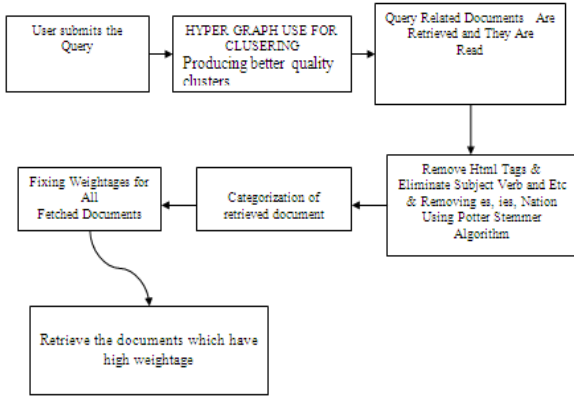 User submits the
Query
HYPER GRAPH USE FOR
CLUSERING
Producing better quality
clusters
Query Related Documents Are
Retrieved and They Are
Read
Remove Html Tags &
Eliminate Subject Verb and Etc
& Removing es, ies, Nation
Using Potter Stemmer
Algorithm
Categorization of
retrieved document
Fixing Weightages for
All
Fetched Documents
Retrieve the documents which have
high weightage